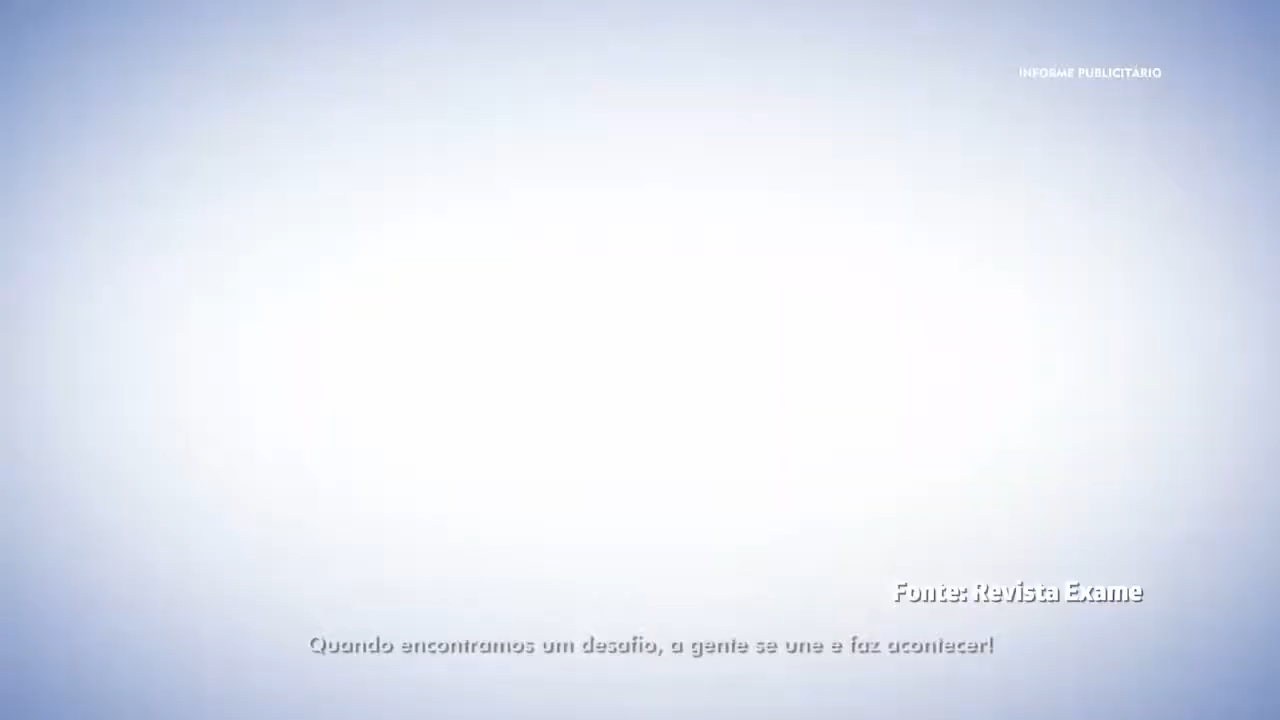 INFORME PUBLICITÁRIO
Fonte: Revista Exame
Quando encontramos um desafio, a gente se une e faz acontecer!